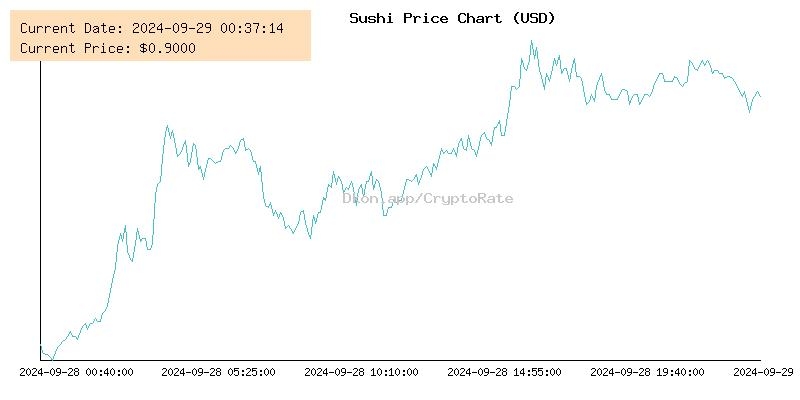 Sushi Price Chart (USD)
Current Date: 2024-09-29 00:37:14
Current Price: $0.9000
Dhon.app/CryptoRate
2024-09-28 00:40:00 2024-09-28 05:25:00 2024-09-28 10:10:00 2024-09-28 14:55:00 2024-09-28 19:40:00 2024-09-29